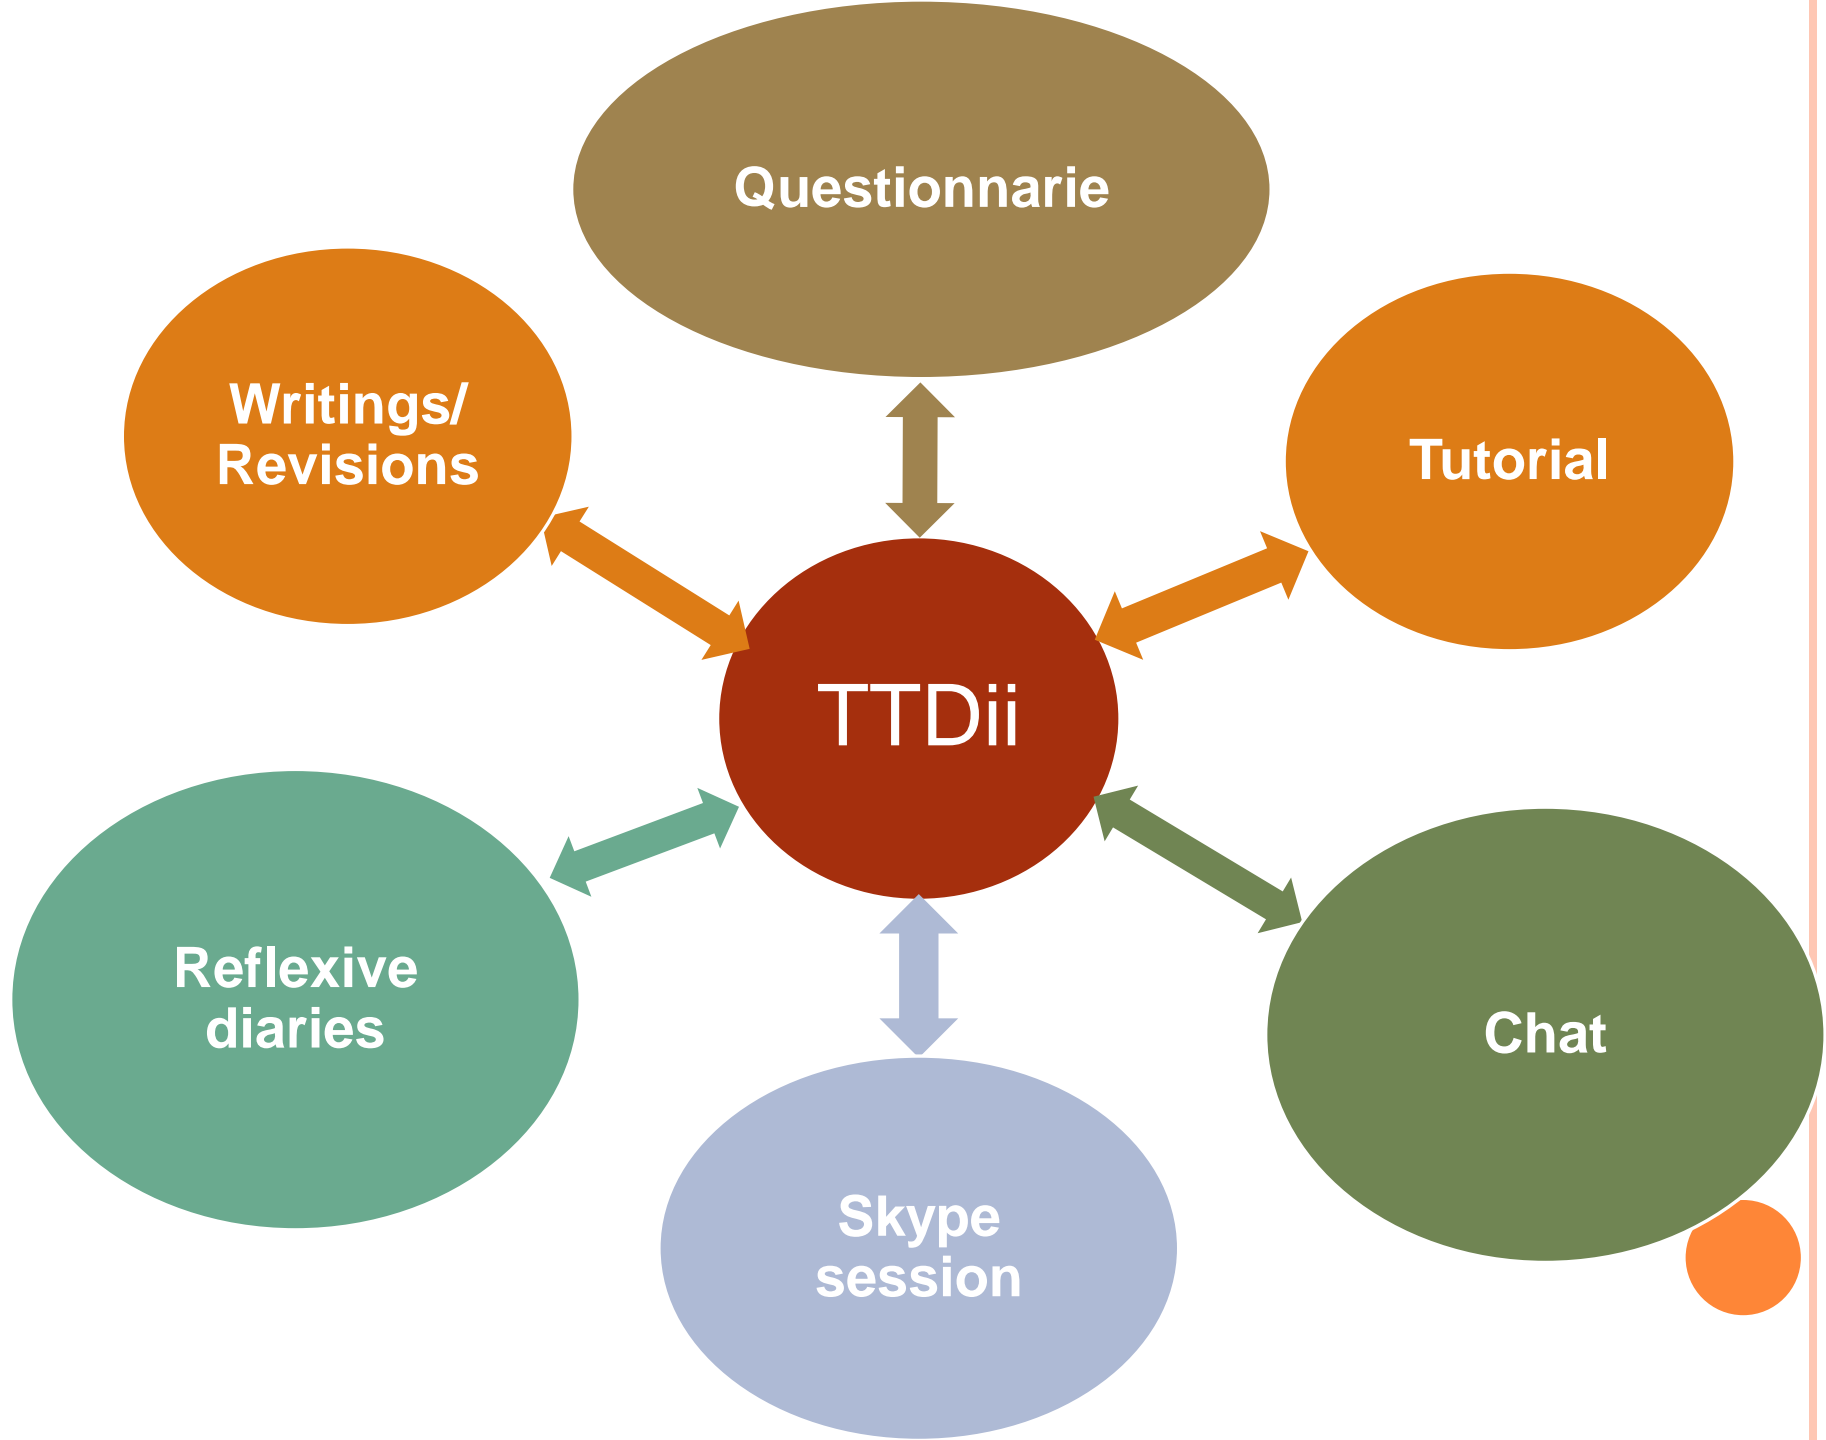 Questionnarie
Writings/
Revisions
Tutorial
TTDii
Reflexive
diaries
Chat
Skype
session